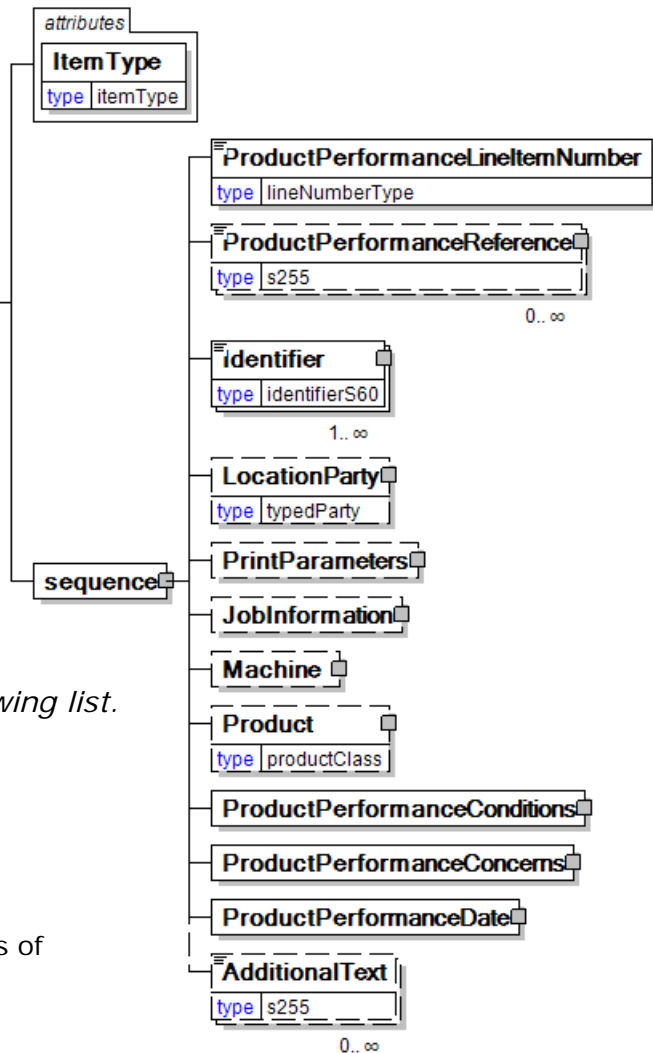 attributes
ItemType
type itemType
ProductPerformanceLineItemNumber
type lineNumberType
ProductPerformanceReference
type s255
0..∞
Identifier
type identifierS60
1..∞
LocationParty
type typedParty
PrintParameters
sequence
JobInformation
Machine
wing list.
Product
type productClass
ProductPerformanceConditions
ProductPerformanceConcerns
ProductPerformanceDate
s of
AdditionalText
type s255
0..∞